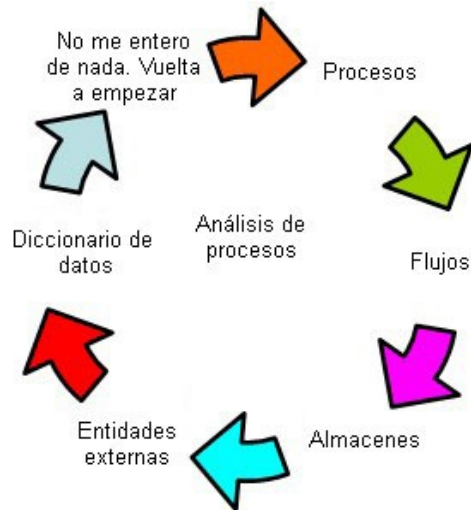 No me entero
de nada. Vuelta
a empezar
Procesos
Flujos
Almacenes
Entidades
externas
Diccionario de
datos
Análisis de
procesos